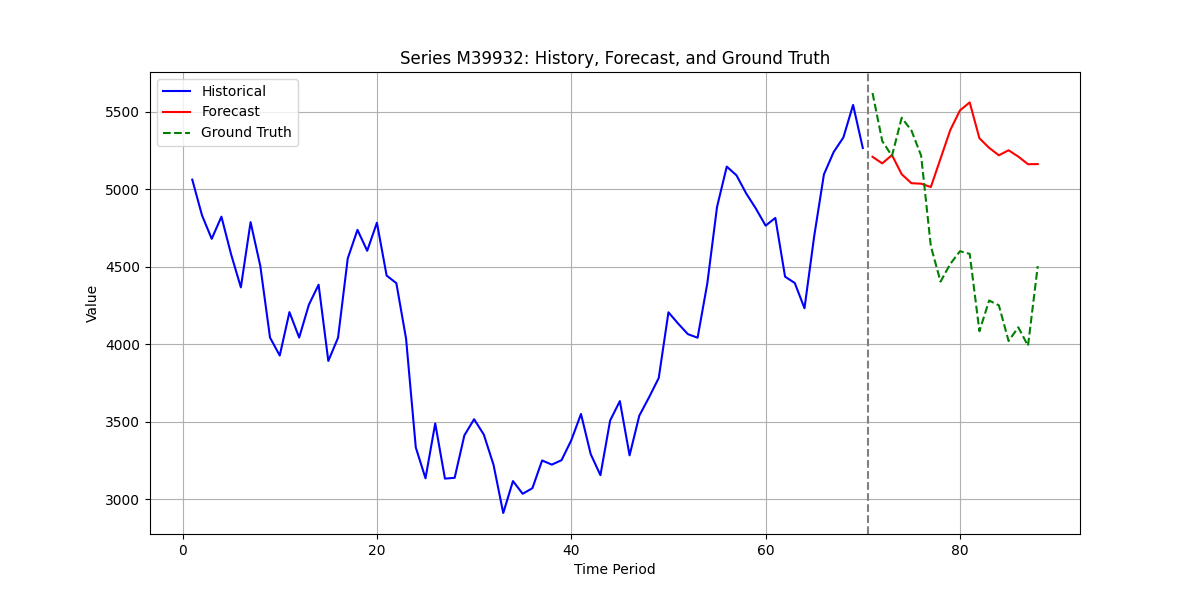 Series M39932: History, Forecast, and Ground Truth
Historical
Forecast
Ground Truth
5500
5000
4500
4000
3500
3000
Value
0 20 40 60 80
Time Period